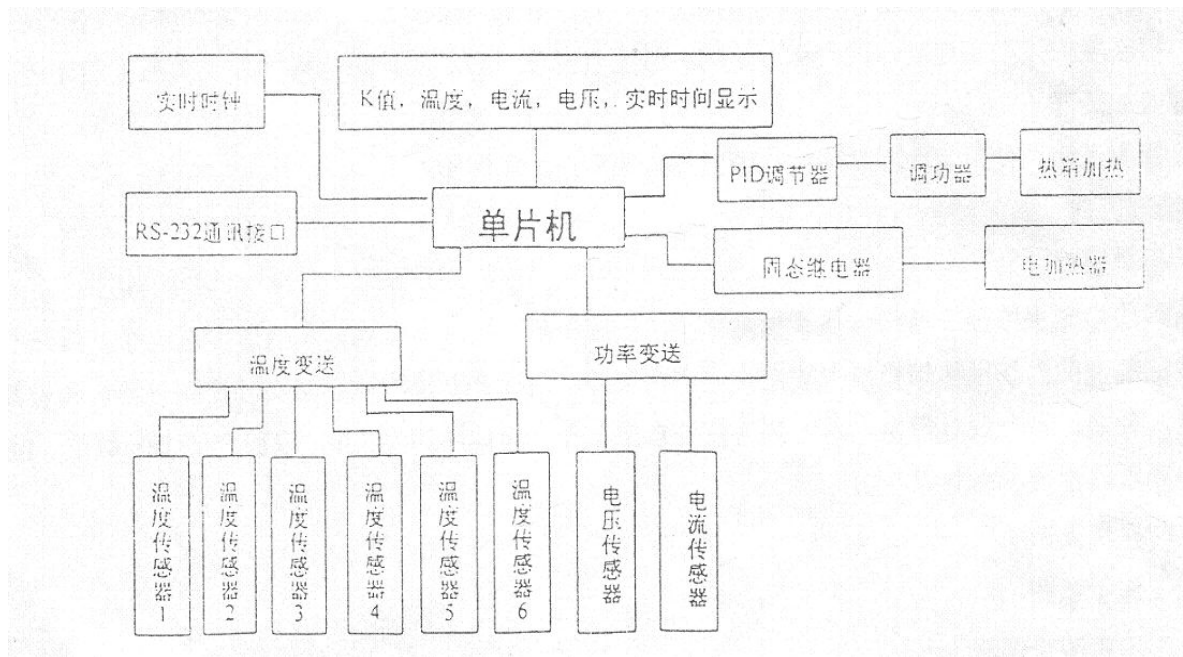 实时时钟
K值，温度，电流，电压，实时时间显示
PID调节器
调功器
热箱加热
RS-232通讯接口
单片机
固态继电器
电加热器
温度变送
功率变送
温度传感器1
温度传感器2
温度传感器3
温度传感器4
温度传感器5
温度传感器6
电压传感器
电流传感器